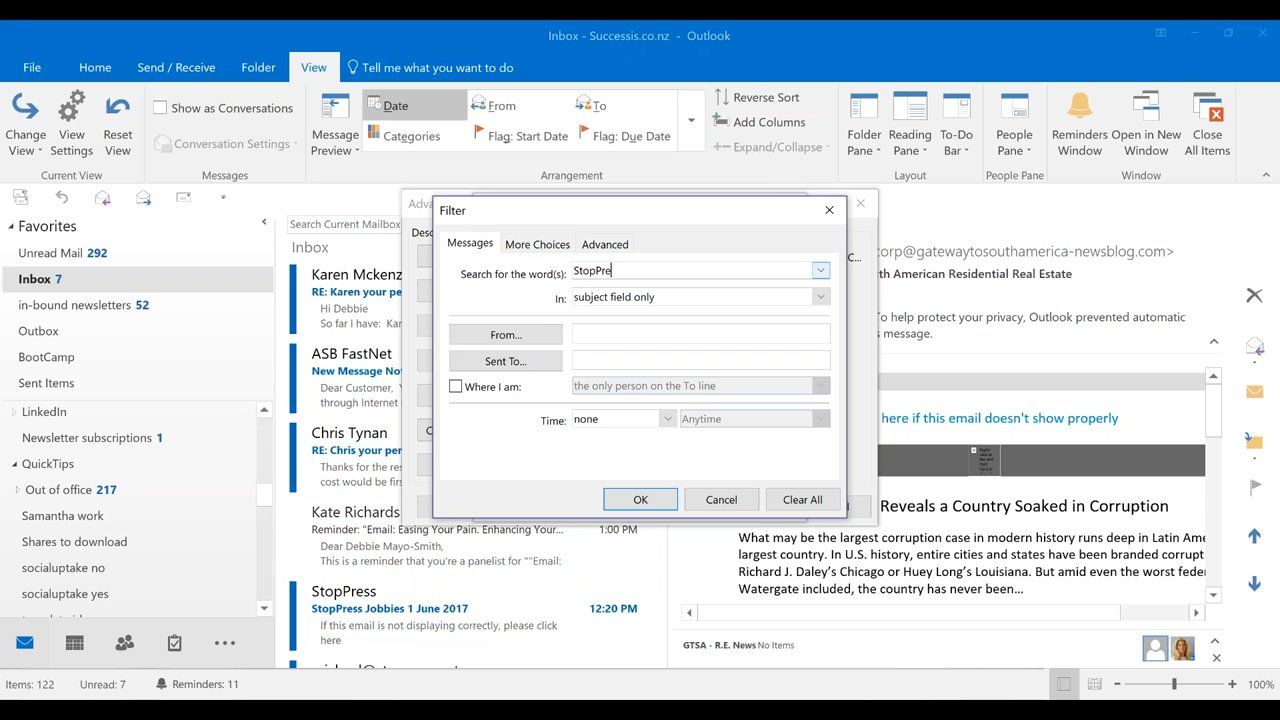 Inbox - Successis.co.nz - Outlook
File Home Send / Receive Folder View Tell me what you want to do
Change View View Settings Reset View
Current View
Show as Conversations
Conversation Settings
Messages
Message Preview
Date From To
Categories Flag: Start Date Flag: Due Date
Reverse Sort
Add Columns
Expand/Collapse
Arrangement
Folder Pane Reading Pane To-Do Bar
Layout
People Pane
People Pane
Reminders Window Open in New Window Close All Items
Window
Favorites
Unread Mail 292
Inbox 7
in-bound newsletters 52
Outbox
BootCamp
Sent Items
LinkedIn
Newsletter subscriptions 1
QuickTips
Out of office 217
Samantha work
Shares to download
socialuptake no
socialuptake yes
Search Current Mailbox
Inbox
Karen Mckenz
RE: Karen your pe
Hi Debbie
So far I have: Kar
ASB FastNet
New Message Not
Dear Customer,
through Internet
Chris Tynan
RE: Chris your per
Thanks for the res
cost would be firs
Kate Richards
Reminder: "Email: Easing Your Pain. Enhancing Your... 1:00 PM
Dear Debbie Mayo-Smith,
This is a reminder that you're a panelist for ""Email:
StopPress
StopPress Jobbies 1 June 2017 12:20 PM
If this email is not displaying correctly, please click
here
Adva
Desc
C...
Filter
Messages More Choices Advanced
Search for the word(s): StopPre
In: subject field only
From...
Sent To...
Where I am: the only person on the To line
Time: none Anytime
OK Cancel Clear All
corp@gatewaytosouthamerica-newsblog.com>
th American Residential Real Estate
To help protect your privacy, Outlook prevented automatic
s message.
here if this email doesn't show properly
Reveals a Country Soaked in Corruption
What may be the largest corruption case in modern history runs deep in Latin Ame
largest country. In U.S. history, entire cities and states have been branded corrupt
Richard J. Daley's Chicago or Huey Long's Louisiana. But amid even the worst feder
Watergate included, the country has never been...
GTSA - R.E. News No Items
Items: 122 Unread: 7 Reminders: 11 100%